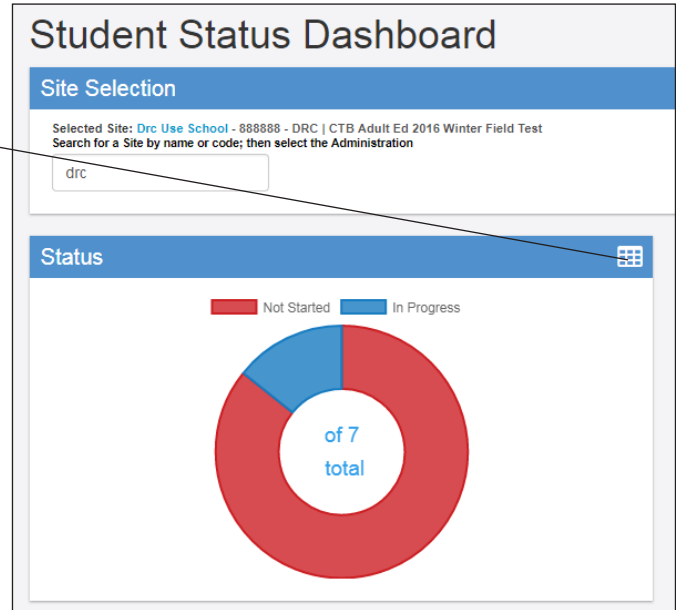 Student Status Dashboard
Site Selection
Selected Site: Drc Use School - 888888 - DRC | CTB Adult Ed 2016 Winter Field Test
Search for a Site by name or code; then select the Administration
drc
Status
Not Started In Progress
of 7
total